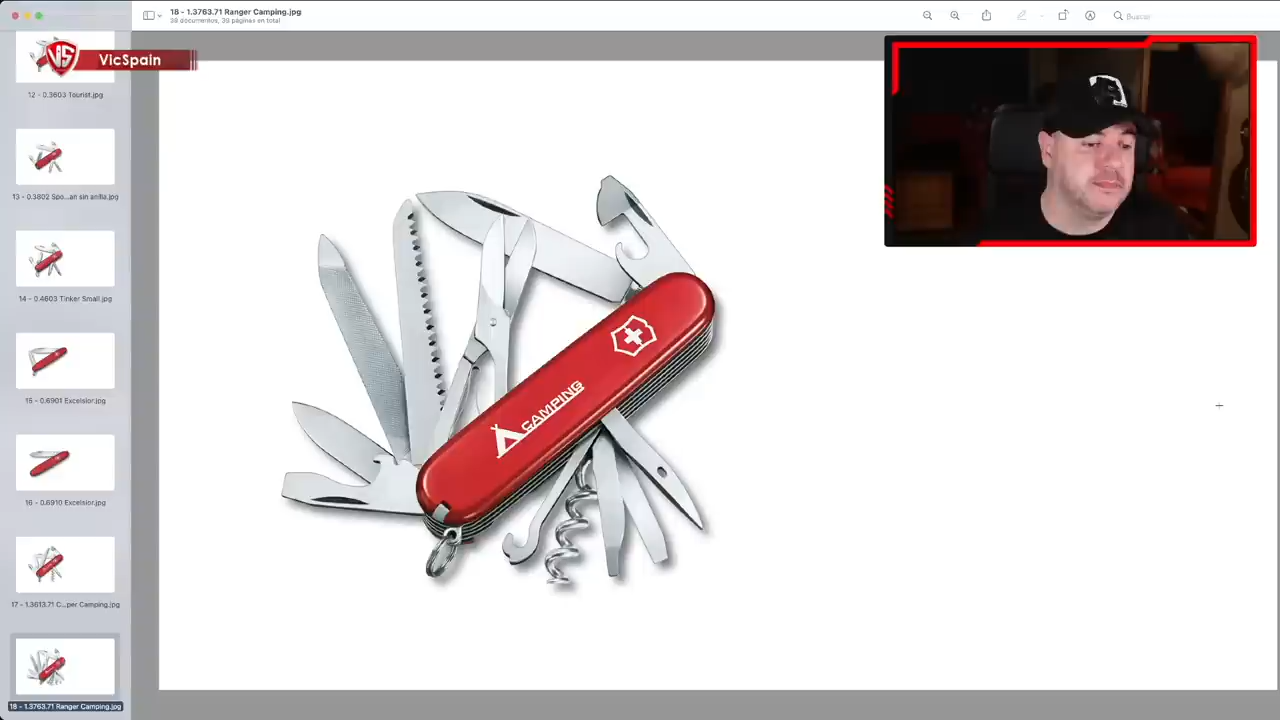 18 - 1.3763.71 Ranger Camping.jpg
38 documentos, 39 páginas en total
Buscar
VS
VicSpain
12 - 0.3603 Tourist.jpg
13 - 0.3802 Spo...an sin anilla.jpg
14 - 0.4603 Tinker Small.jpg
15 - 0.6901 Excelsior.jpg
16 - 0.6910 Excelsior.jpg
17 - 1.3613.71 C...per Camping.jpg
18 - 1.3763.71 Ranger Camping.jpg
CAMPING